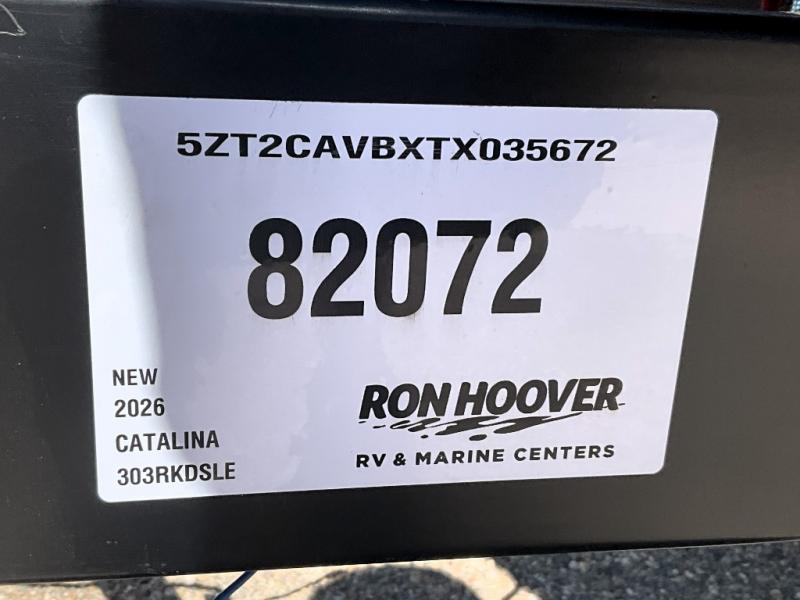 5ZT2CAVBXTX035672
82072
NEW
2026
CATALINA
303RKDSLE
RON HOOVER
RV & MARINE CENTERS